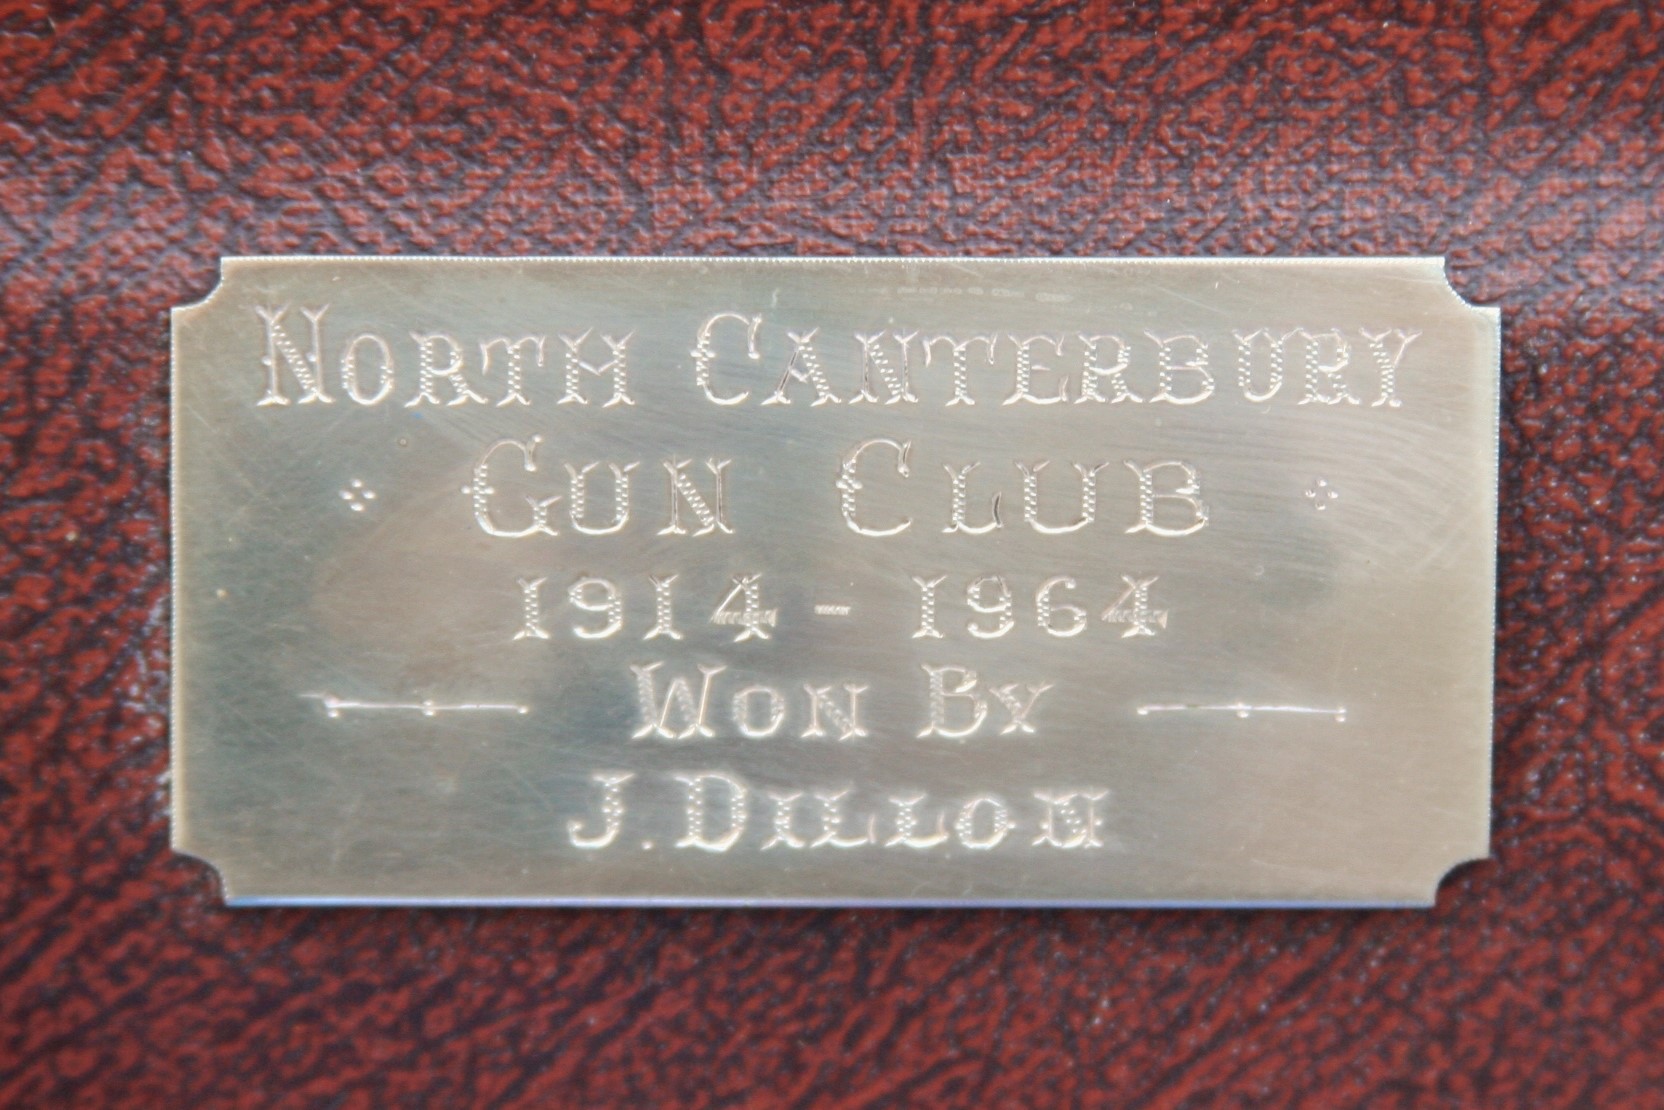 North Canterbury
Gun Club
1914 - 1964
Won By
J. Dillon